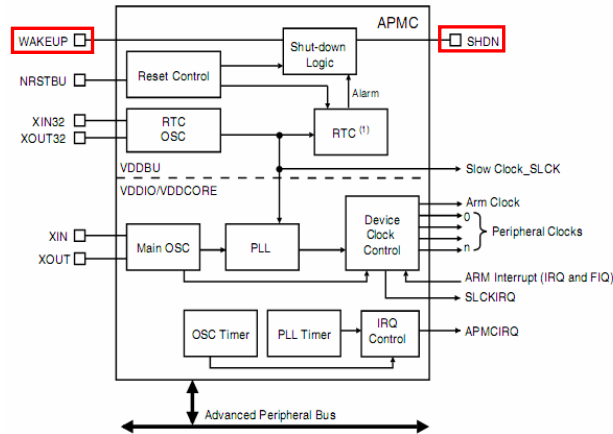 APMC
WAKEUP
SHDN
Shut-down
Logic
NRSTBU
Reset Control
Alarm
XIN32
XOUT32
RTC
OSC
RTC (1)
VDDBU
Slow Clock_SLCK
VDDIO/VDDCORE
Arm Clock
0
Peripheral Clocks
n
XIN
XOUT
Main OSC
PLL
Device
Clock
Control
ARM Interrupt (IRQ and FIQ)
SLCKIRQ
OSC Timer
PLL Timer
IRQ
Control
APMCIRQ
Advanced Peripheral Bus